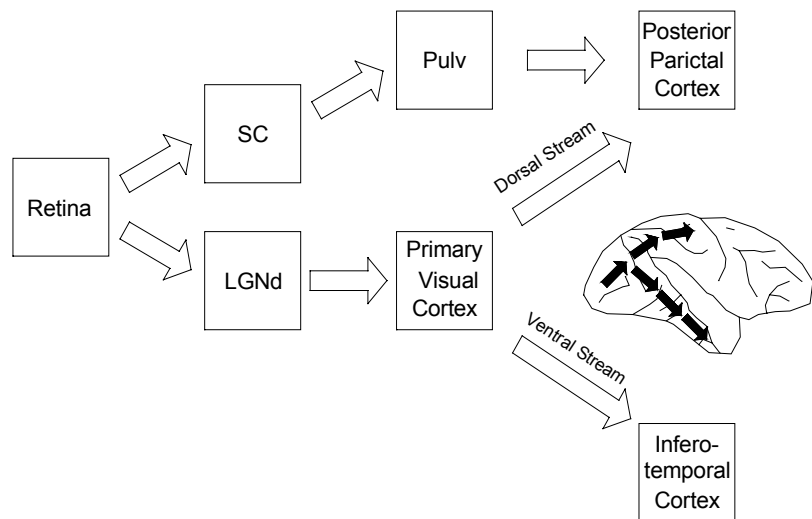 Pulv
Posterior
Parictal
Cortex
SC
Dorsal Stream
Retina
LGNd
Primary
Visual
Cortex
Ventral Stream
Infero-
temporal
Cortex